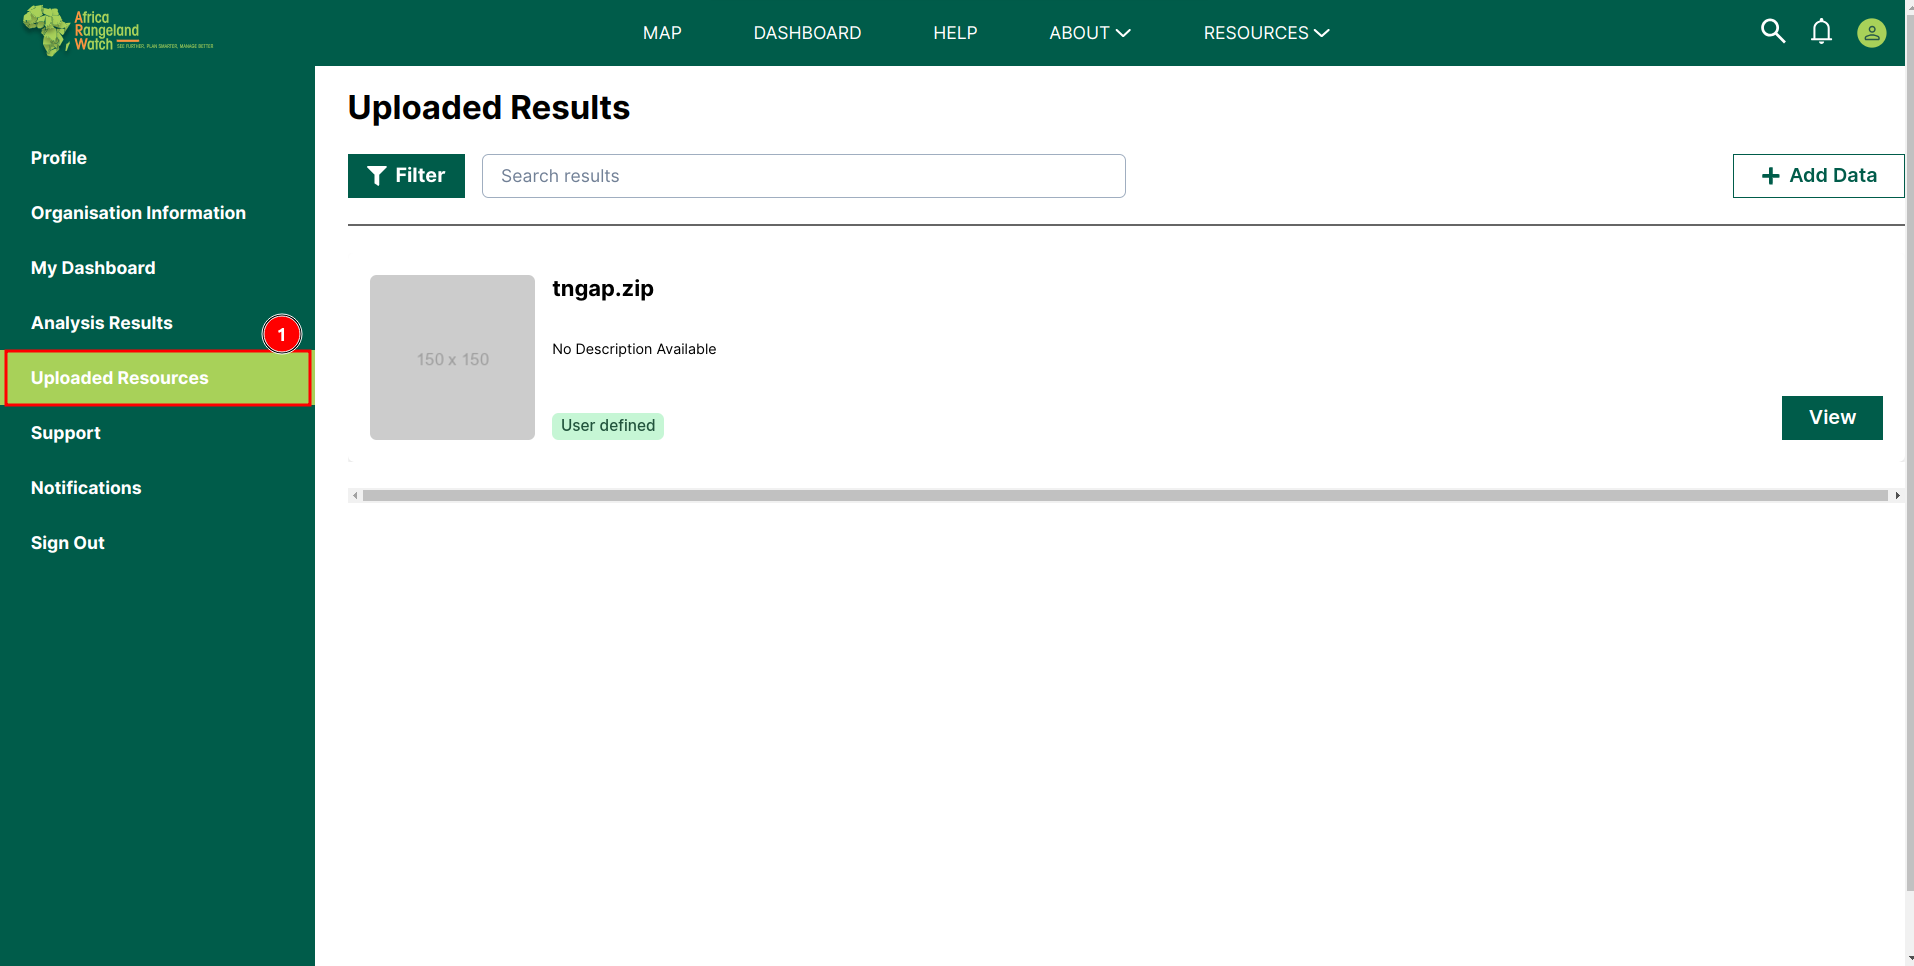 Africa
Rangeland
Watch SEE FURTHER, PLAN SMARTER, MANAGE BETTER
MAP DASHBOARD HELP ABOUT RESOURCES
Profile
Organisation Information
My Dashboard
Analysis Results
1
Uploaded Resources
Support
Notifications
Sign Out
Uploaded Results
Filter
Search results
Add Data
150 x 150
tngap.zip
No Description Available
User defined
View